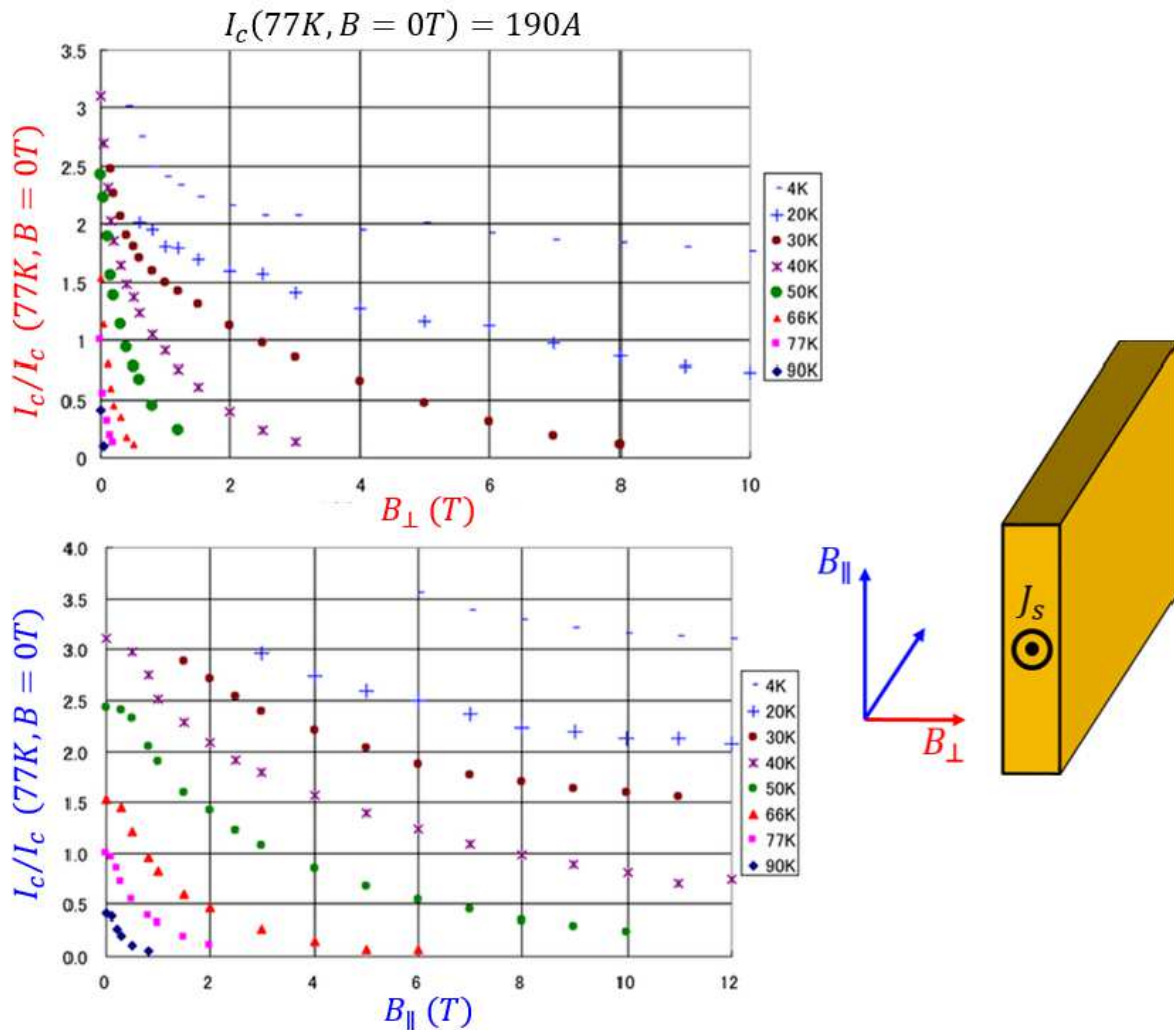 I_c(77K, B = 0T) = 190A
I_c/I_c (77K, B = 0T)
3.5
3
2.5
2
1.5
1
0.5
0
0 2 4 6 8 10
B_⊥ (T)
4K
20K
30K
40K
50K
66K
77K
90K
I_c/I_c (77K, B = 0T)
4.0
3.5
3.0
2.5
2.0
1.5
1.0
0.5
0.0
0 2 4 6 8 10 12
B_∥ (T)
4K
20K
30K
40K
50K
66K
77K
90K
B_∥
J_s
B_⊥